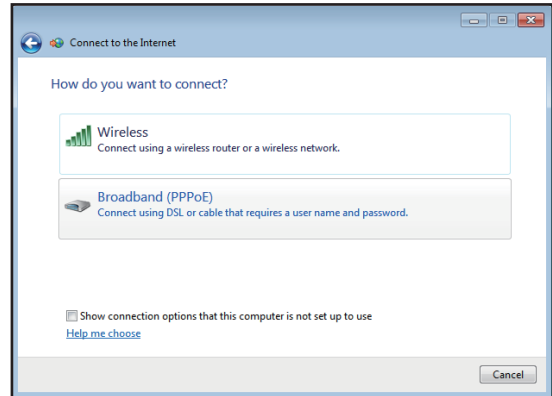 Connect to the Internet
How do you want to connect?
Wireless
Connect using a wireless router or a wireless network.
Broadband (PPPoE)
Connect using DSL or cable that requires a user name and password.
Show connection options that this computer is not set up to use
Help me choose
Cancel